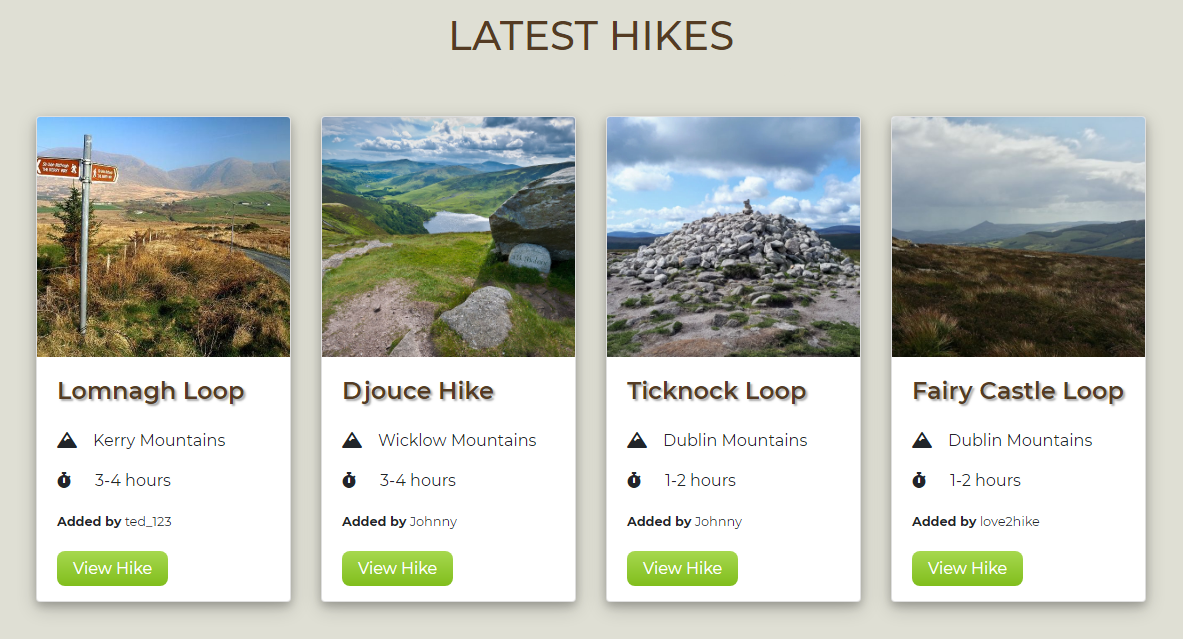 LATEST HIKES
Lomnagh Loop
Kerry Mountains
3-4 hours
Added by ted_123
View Hike
Djouce Hike
Wicklow Mountains
3-4 hours
Added by Johnny
View Hike
Ticknock Loop
Dublin Mountains
1-2 hours
Added by Johnny
View Hike
Fairy Castle Loop
Dublin Mountains
1-2 hours
Added by love2hike
View Hike